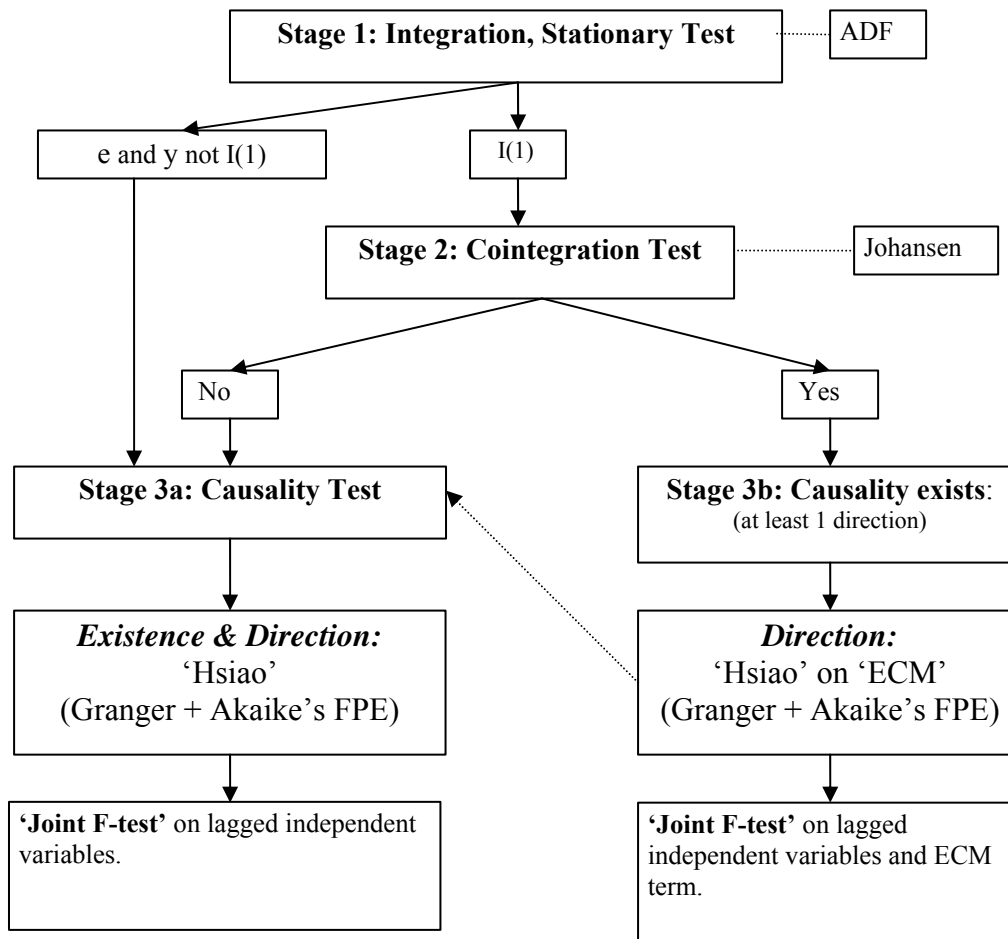 Stage 1: Integration, Stationary Test
ADF
e and y not I(1)
I(1)
Stage 2: Cointegration Test
Johansen
No
Yes
Stage 3a: Causality Test
Stage 3b: Causality exists:
(at least 1 direction)
Existence & Direction:
‘Hsiao’
(Granger + Akaike’s FPE)
Direction:
‘Hsiao’ on ‘ECM’
(Granger + Akaike’s FPE)
‘Joint F-test’ on lagged independent
variables.
‘Joint F-test’ on lagged
independent variables and ECM
term.